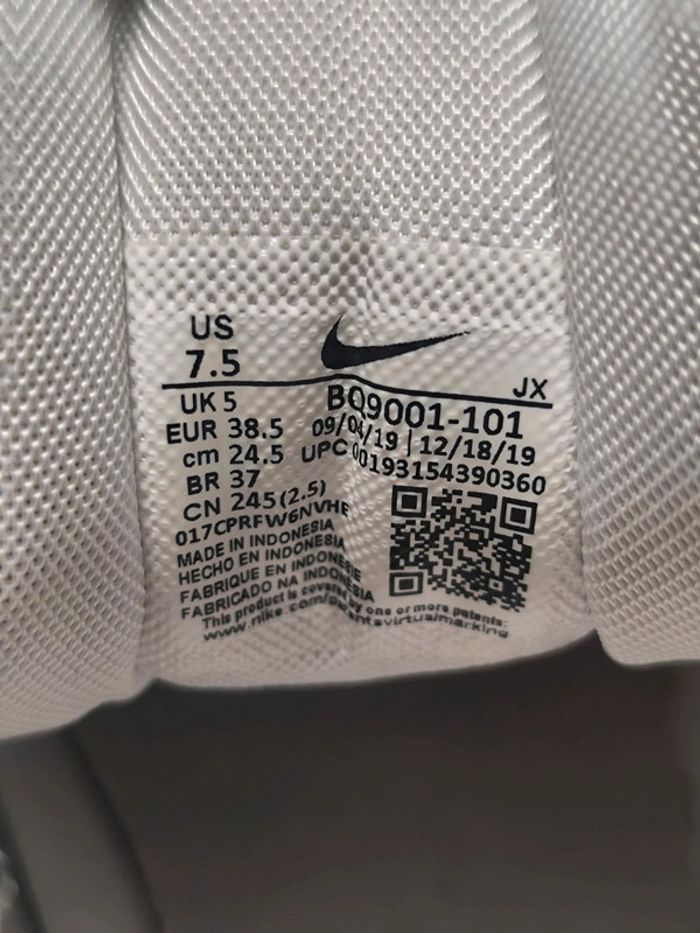 US
7.5
JX
UK 5
BQ9001-101
EUR 38.5
09/04/19 | 12/18/19
cm 24.5
UPC 00193154390360
BR 37
CN 245(2.5)
017CPRFW6NVHE
MADE IN INDONESIA
HECHO EN INDONESIA
FABRIQUE EN INDONESIE
FABRICADO NA INDONÉSIA
This product is covered by one or more patents:
www.nike.com/patentsvirtualmarking